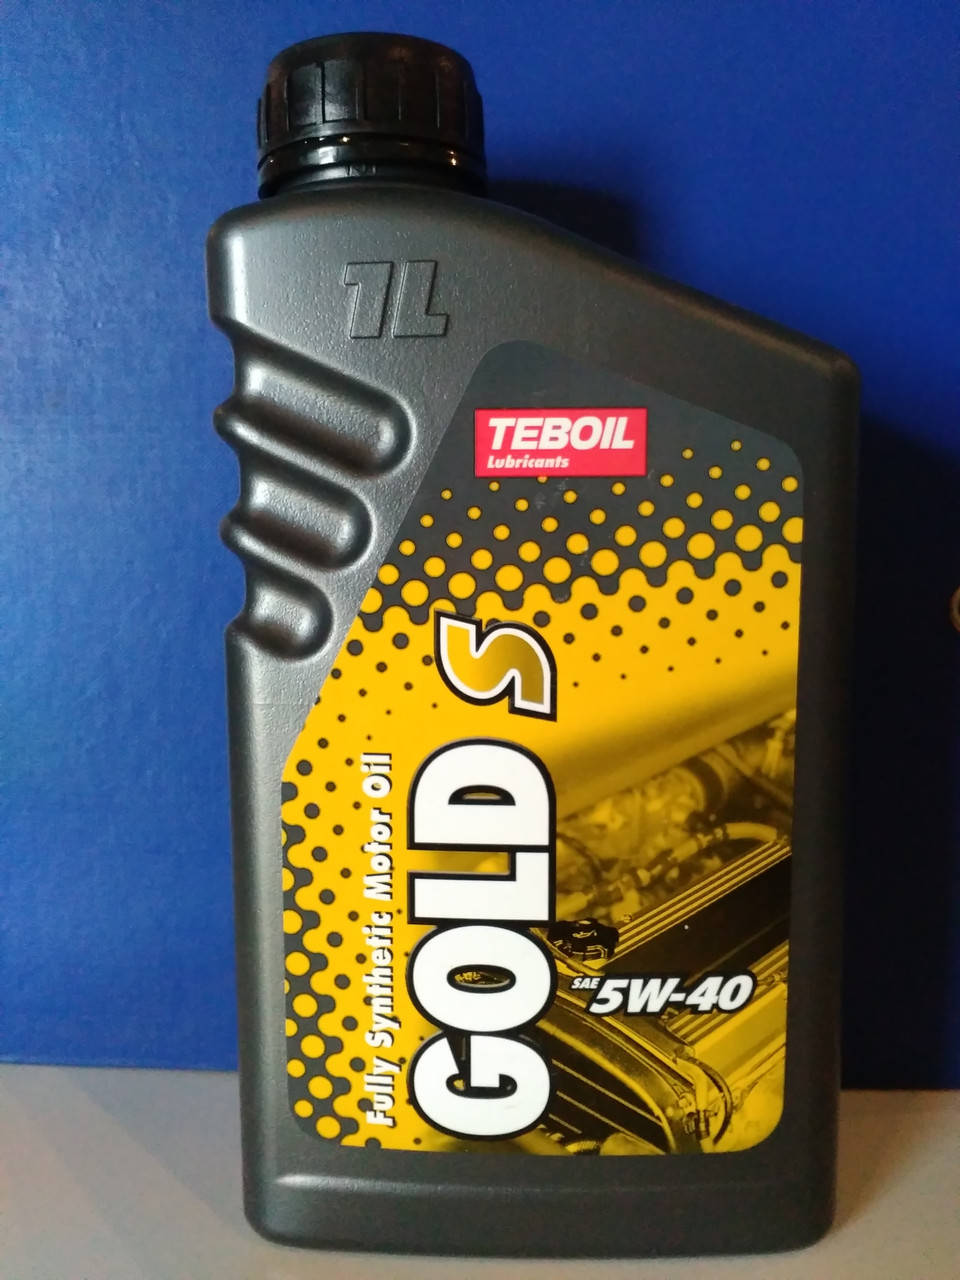 1L
TEBOIL
Lubricants
GOLD S
Fully Synthetic Motor Oil
SAE 5W-40